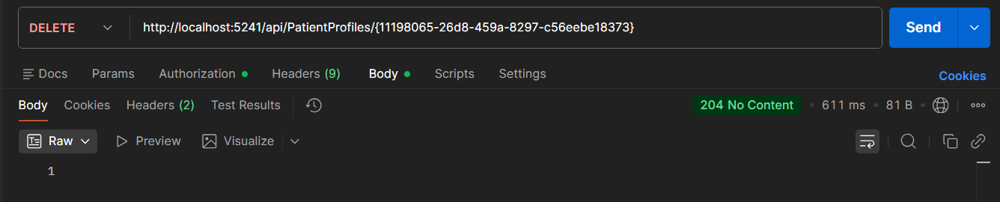 DELETE http://localhost:5241/api/PatientProfiles/{11198065-26d8-459a-8297-c56eebe18373} Send
Docs Params Authorization Headers (9) Body Scripts Settings Cookies
Body Cookies Headers (2) Test Results 204 No Content 611 ms 81 B
Raw Preview Visualize
1